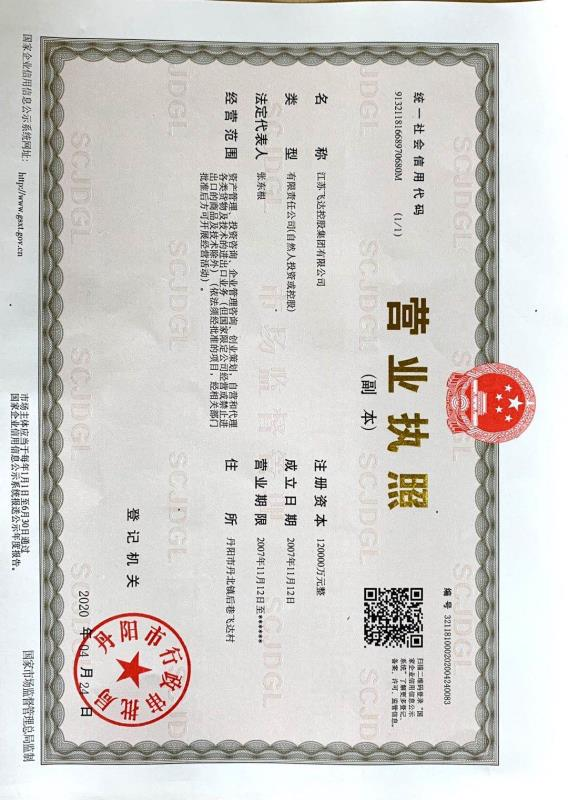 编 号 321181000202004240083
统一社会信用代码
91321181668970680M
(1/1)
营业执照
(副 本)
扫描二维码登录“国
家企业信用信息公示
系统”了解更多登记、
备案、许可、监管信息。
名 称 江苏飞达控股集团有限公司
类 型 有限责任公司(自然人投资或控股)
法定代表人 张东根
经营范围 资产管理、投资咨询、企业管理咨询、创业策划,自营和代理
各类货物及技术的进出口业务(但国家限定公司经营或禁止进
出口的商品及技术除外)(依法须经批准的项目,经相关部门
批准后方可开展经营活动)。
注册资本 120000万元整
成立日期 2007年11月12日
营业期限 2007年11月12日至******
住 所 丹阳市丹北镇后巷飞达村
登记机关
丹阳市行政审批局
2020 年 04 月 24 日
国家企业信用信息公示系统网址: http://www.gsxt.gov.cn
市场主体应当于每年1月1日至6月30日通过
国家企业信用信息公示系统报送公示年度报告。
国家市场监督管理总局监制
SCJDGL